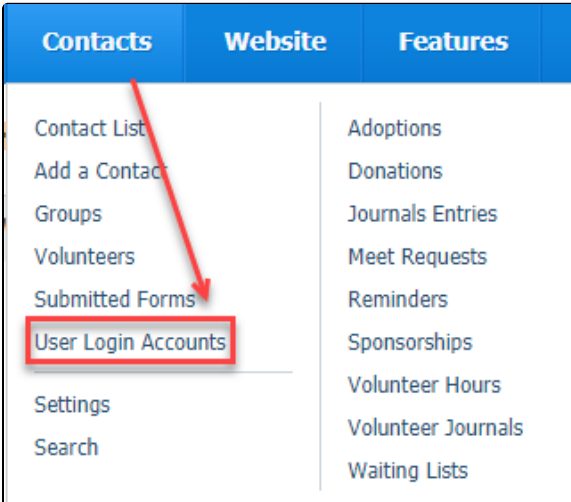 Contacts Website Features
Contact List
Add a Contact
Groups
Volunteers
Submitted Forms
User Login Accounts
Settings
Search
Adoptions
Donations
Journals Entries
Meet Requests
Reminders
Sponsorships
Volunteer Hours
Volunteer Journals
Waiting Lists